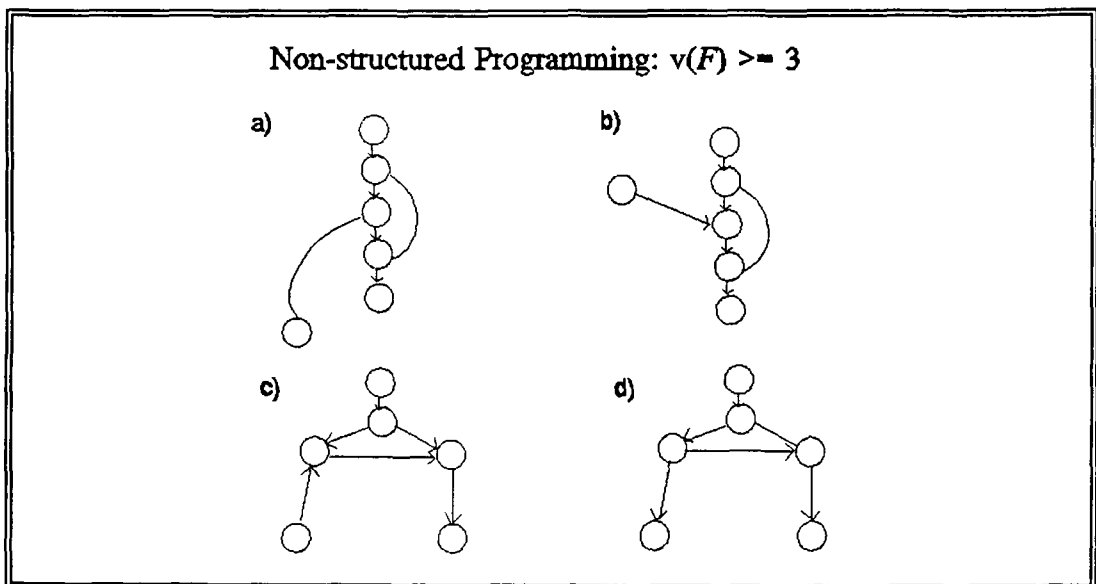 Non-structured Programming: v(F) >= 3
a)
b)
c)
d)